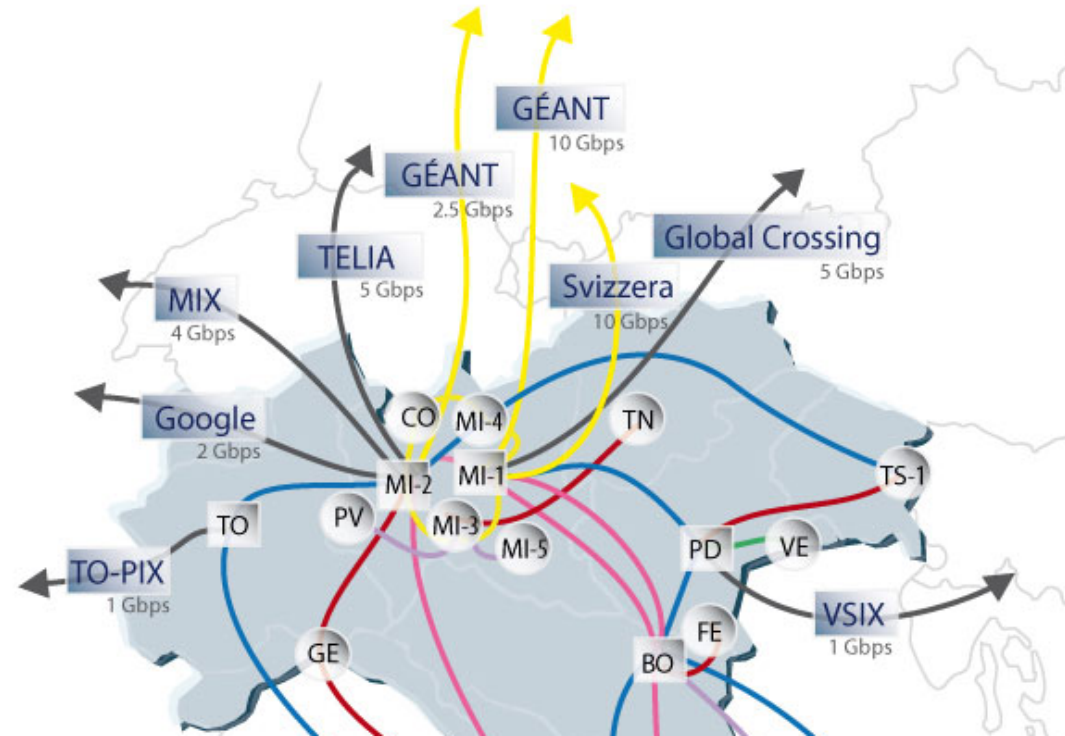 GÉANT
10 Gbps
GÉANT
2.5 Gbps
Global Crossing
5 Gbps
TELIA
5 Gbps
Svizzera
10 Gbps
MIX
4 Gbps
Google
2 Gbps
CO
MI-4
TN
MI-2
MI-1
TS-1
PV
MI-3
TO
MI-5
PD
VE
TO-PIX
1 Gbps
VSIX
1 Gbps
FE
GE
BO